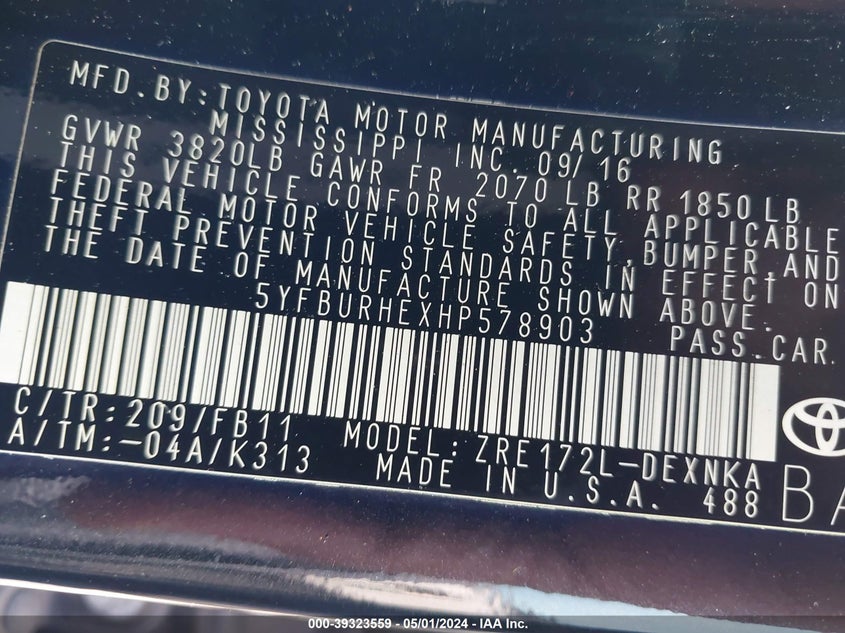 MFD.BY:TOYOTA MOTOR MANUFACTURING
MISSISSIPPI INC. 09/16
GVWR 3820LB GAWR FR 2070 LB RR 1850LB
THIS VEHICLE CONFORMS TO ALL APPLICABLE
FEDERAL MOTOR VEHICLE SAFETY,BUMPER,AND
THEFT PREVENTION STANDARDS IN EFFECT ON
THE DATE OF MANUFACTURE SHOWN ABOVE.
5YFBURHEXHP578903 PASS.CAR
C/TR:209/FB11 MODEL:ZRE172L-DEXNKA
A/TM:-04A/K313 MADE IN U.S.A. 488
BA
000-39323559 - 05/01/2024 - IAA Inc.